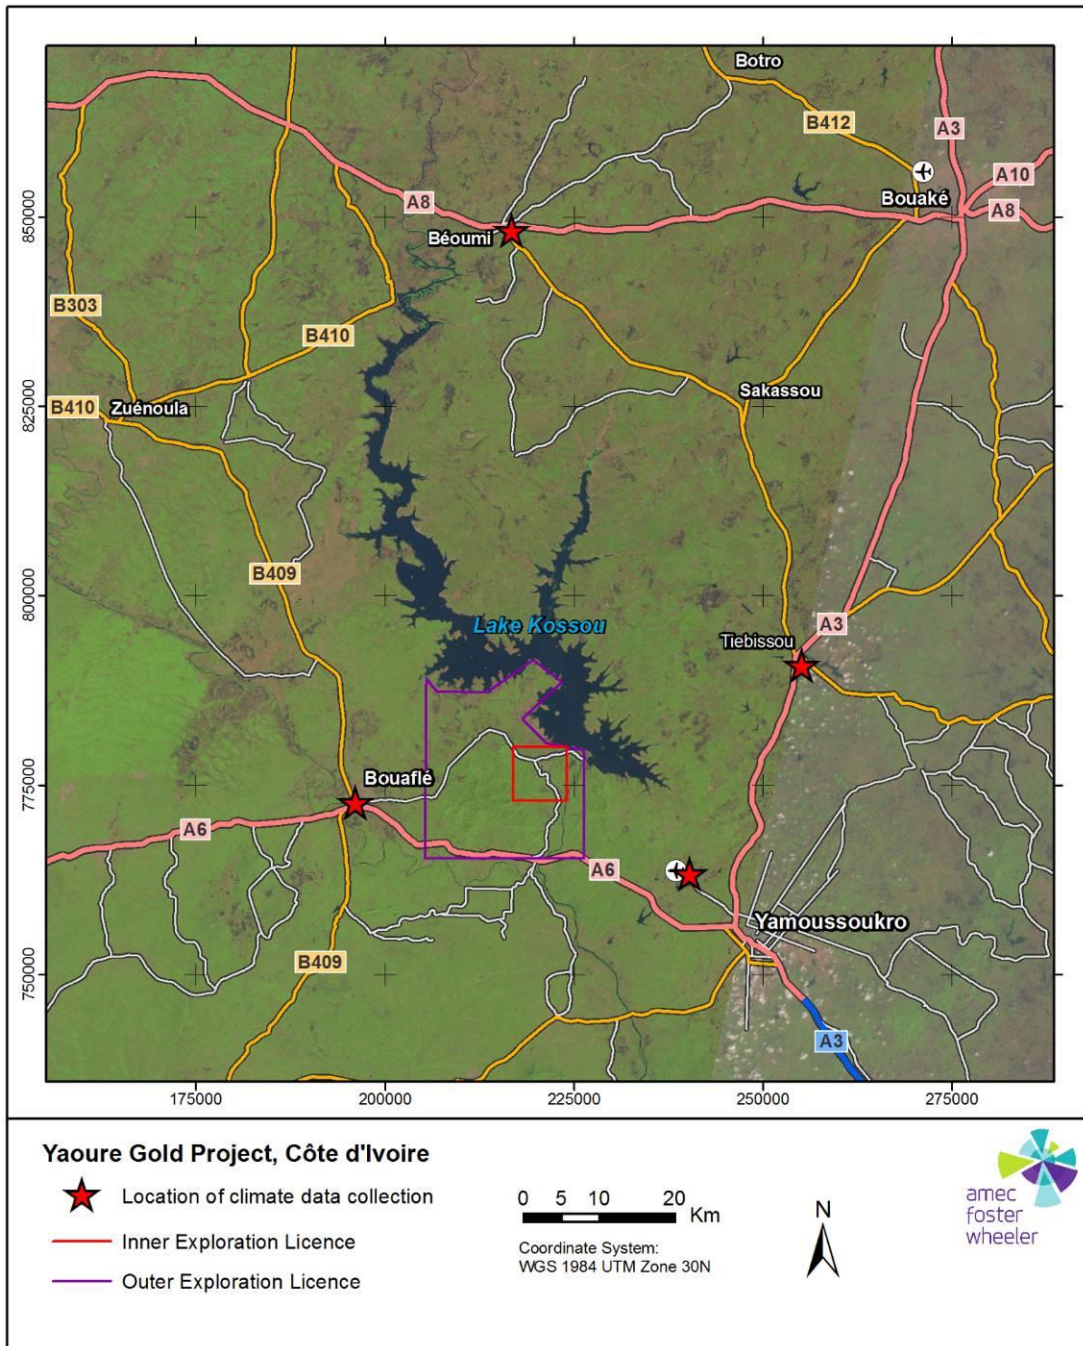 Botro
B412
A3
A10
Bouaké
A8
A8
850000
Béoumi
B303
B410
B410
Zuénoula
Sakassou
825000
B409
800000
Lake Kossou
A3
Tiebissou
Bouaflé
775000
A6
A6
Yamoussoukro
B409
750000
A3
175000 200000 225000 250000 275000
Yaoure Gold Project, Côte d'Ivoire
Location of climate data collection
Inner Exploration Licence
Outer Exploration Licence
0 5 10 20
Km
Coordinate System:
WGS 1984 UTM Zone 30N
N
amec
foster
wheeler